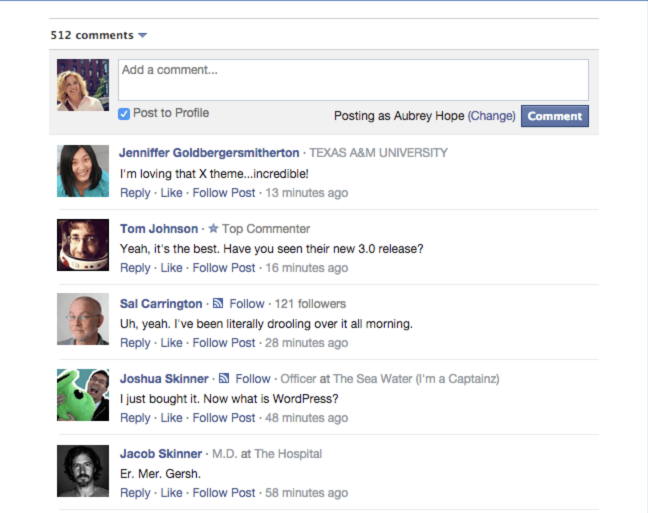 512 comments
Add a comment...
Post to Profile
Posting as Aubrey Hope (Change) Comment
Jenniffer Goldbergersmitherton · TEXAS A&M UNIVERSITY
I'm loving that X theme...incredible!
Reply · Like · Follow Post · 13 minutes ago
Tom Johnson · Top Commenter
Yeah, it's the best. Have you seen their new 3.0 release?
Reply · Like · Follow Post · 16 minutes ago
Sal Carrington · Follow · 121 followers
Uh, yeah. I've been literally drooling over it all morning.
Reply · Like · Follow Post · 28 minutes ago
Joshua Skinner · Follow · Officer at The Sea Water (I'm a Captainz)
I just bought it. Now what is WordPress?
Reply · Like · Follow Post · 48 minutes ago
Jacob Skinner · M.D. at The Hospital
Er. Mer. Gersh.
Reply · Like · Follow Post · 58 minutes ago